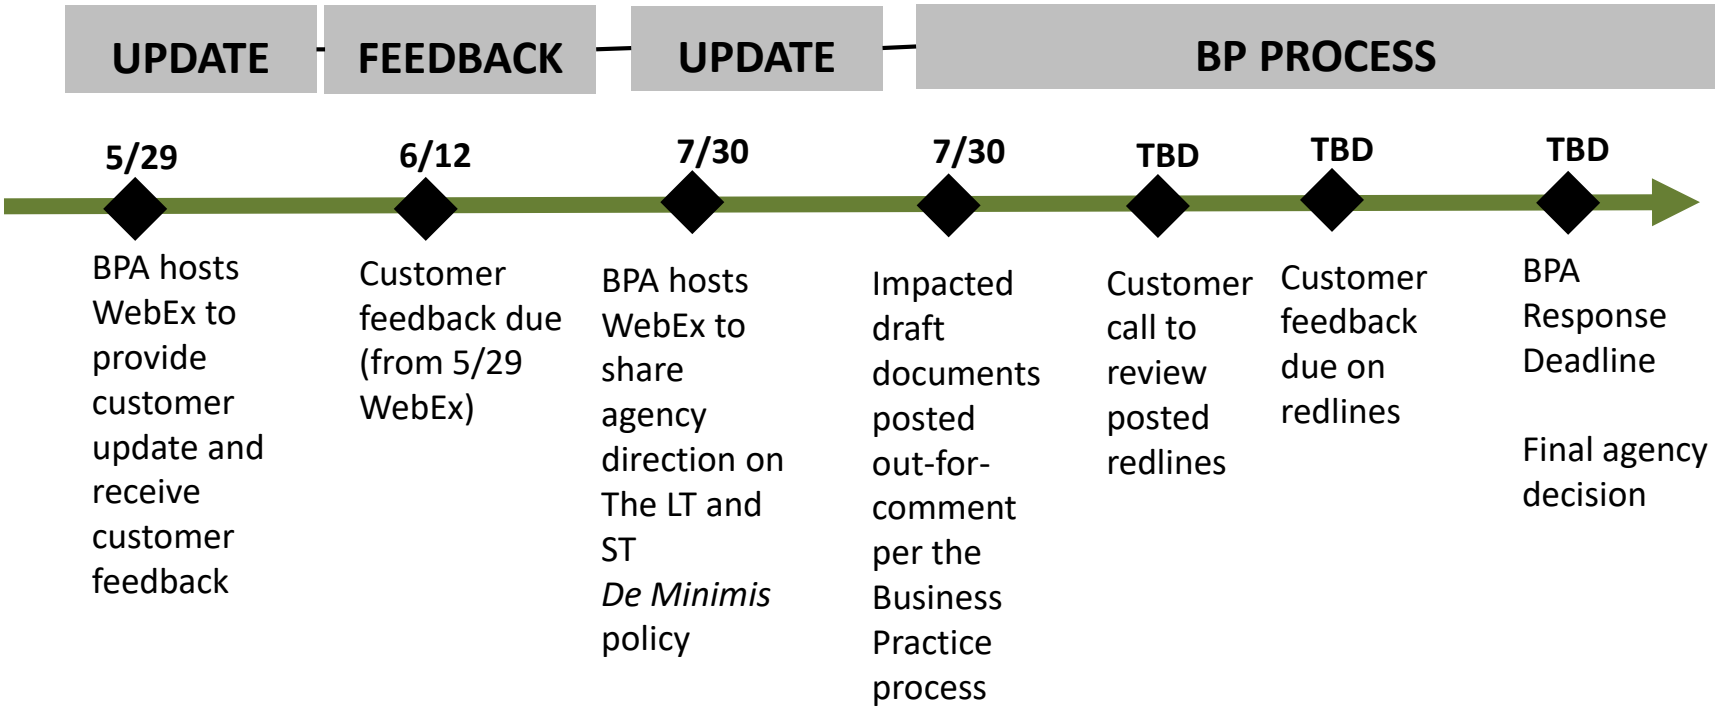 UPDATE
FEEDBACK
UPDATE
BP PROCESS
5/29
6/12
7/30
7/30
TBD
TBD
TBD
BPA hosts
WebEx to
provide
customer
update and
receive
customer
feedback
Customer
feedback due
(from 5/29
WebEx)
BPA hosts
WebEx to
share
agency
direction on
The LT and
ST
De Minimis
policy
Impacted
draft
documents
posted
out-for-
comment
per the
Business
Practice
process
Customer
call to
review
posted
redlines
Customer
feedback
due on
redlines
BPA
Response
Deadline
Final agency
decision